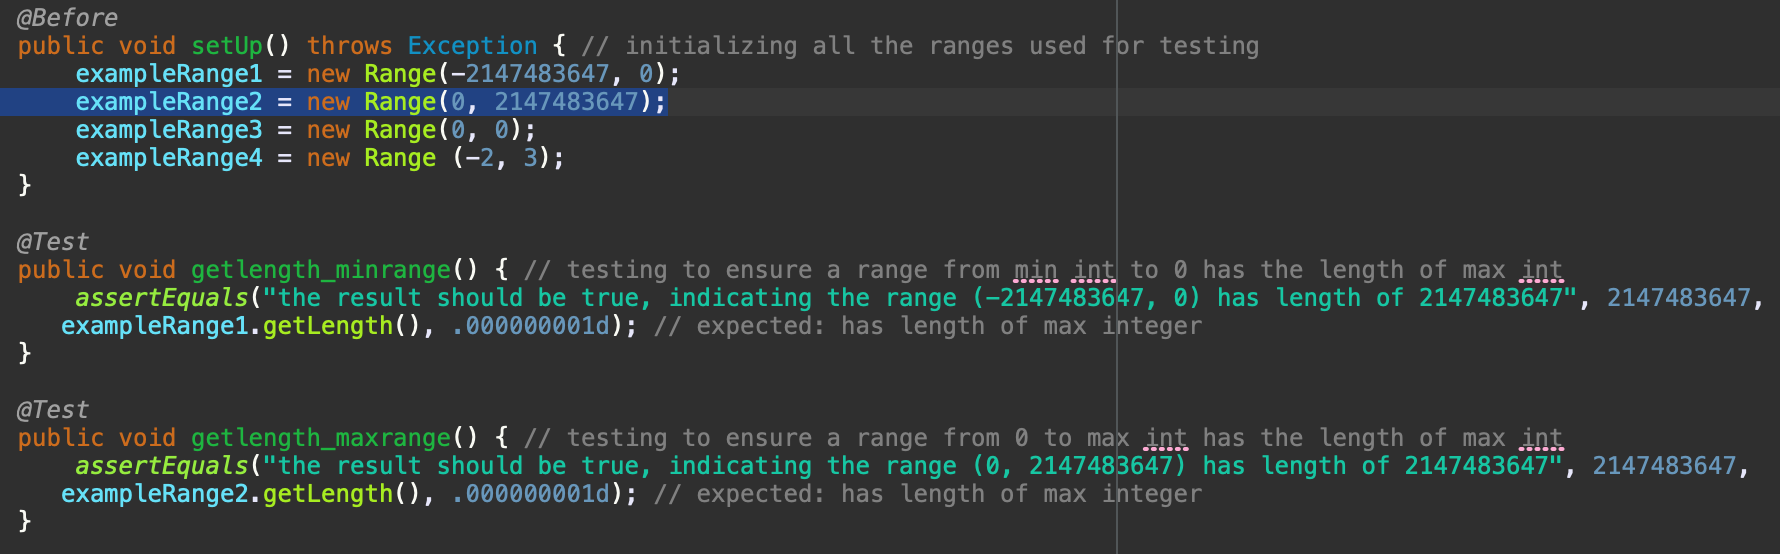 @Before
public void setUp() throws Exception { // initializing all the ranges used for testing
    exampleRange1 = new Range(-2147483647, 0);
    exampleRange2 = new Range(0, 2147483647);
    exampleRange3 = new Range(0, 0);
    exampleRange4 = new Range (-2, 3);
}

@Test
public void getlength_minrange() { // testing to ensure a range from min int to 0 has the length of max int
    assertEquals("the result should be true, indicating the range (-2147483647, 0) has length of 2147483647", 2147483647,
   exampleRange1.getLength(), .000000001d); // expected: has length of max integer
}

@Test
public void getlength_maxrange() { // testing to ensure a range from 0 to max int has the length of max int
    assertEquals("the result should be true, indicating the range (0, 2147483647) has length of 2147483647", 2147483647,
   exampleRange2.getLength(), .000000001d); // expected: has length of max integer
}